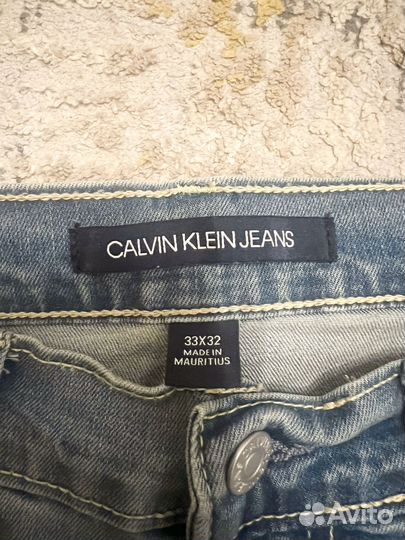 CALVIN KLEIN JEANS
33X32
MADE IN
MAURITIUS
Avito